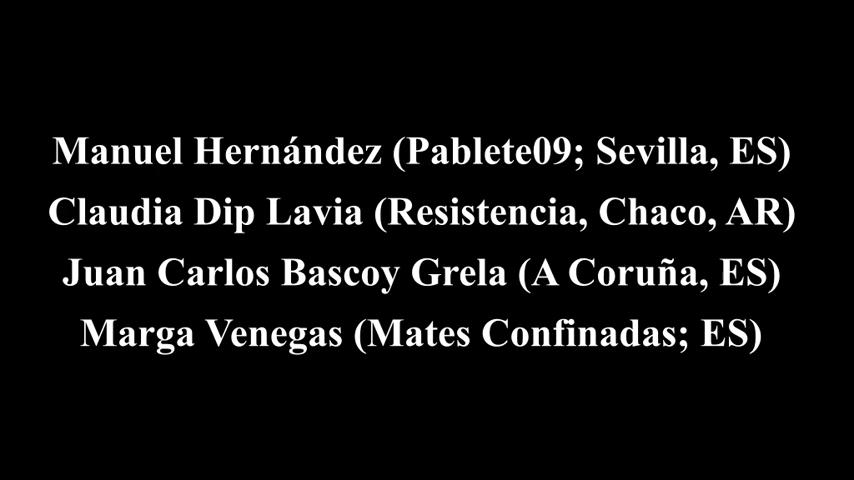 Manuel Hernández (Pablete09; Sevilla, ES)
Claudia Dip Lavia (Resistencia, Chaco, AR)
Juan Carlos Bascoy Grela (A Coruña, ES)
Marga Venegas (Mates Confinadas; ES)